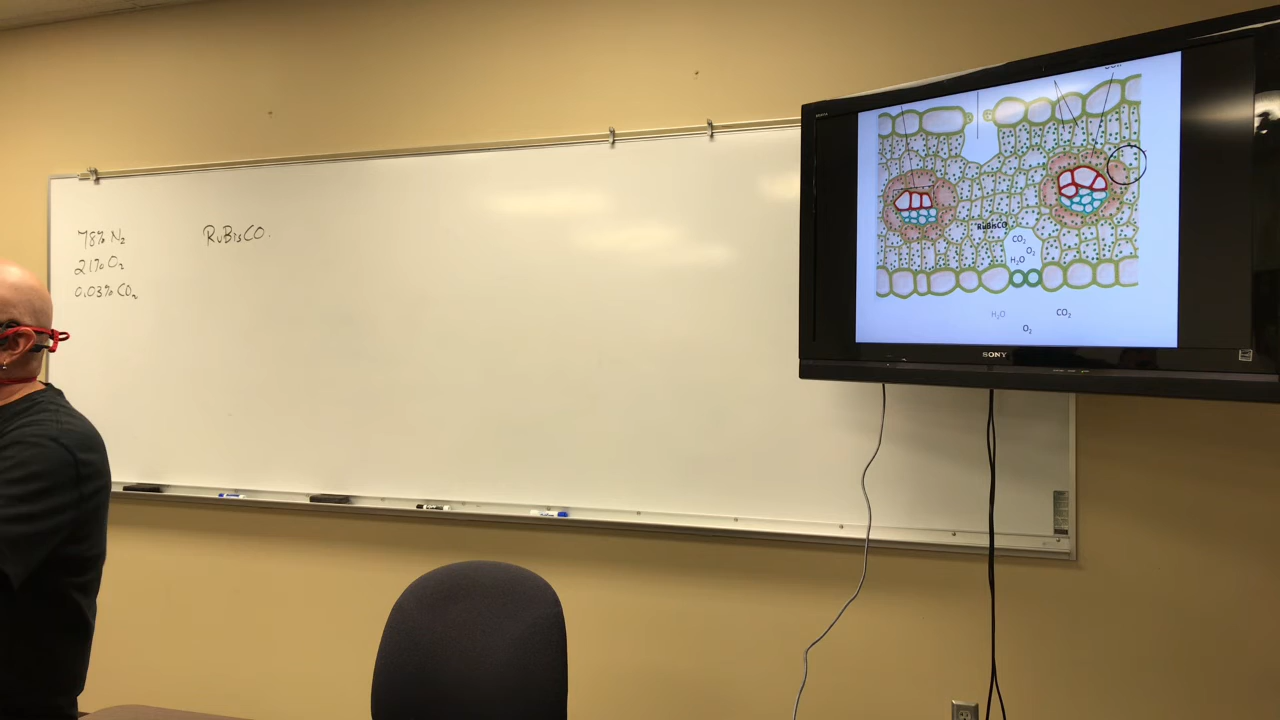 78% N₂
RuBisCO.
21% O₂
0.03% CO₂
RuBisCO
CO₂
O₂
H₂O
H₂O
CO₂
O₂
SONY